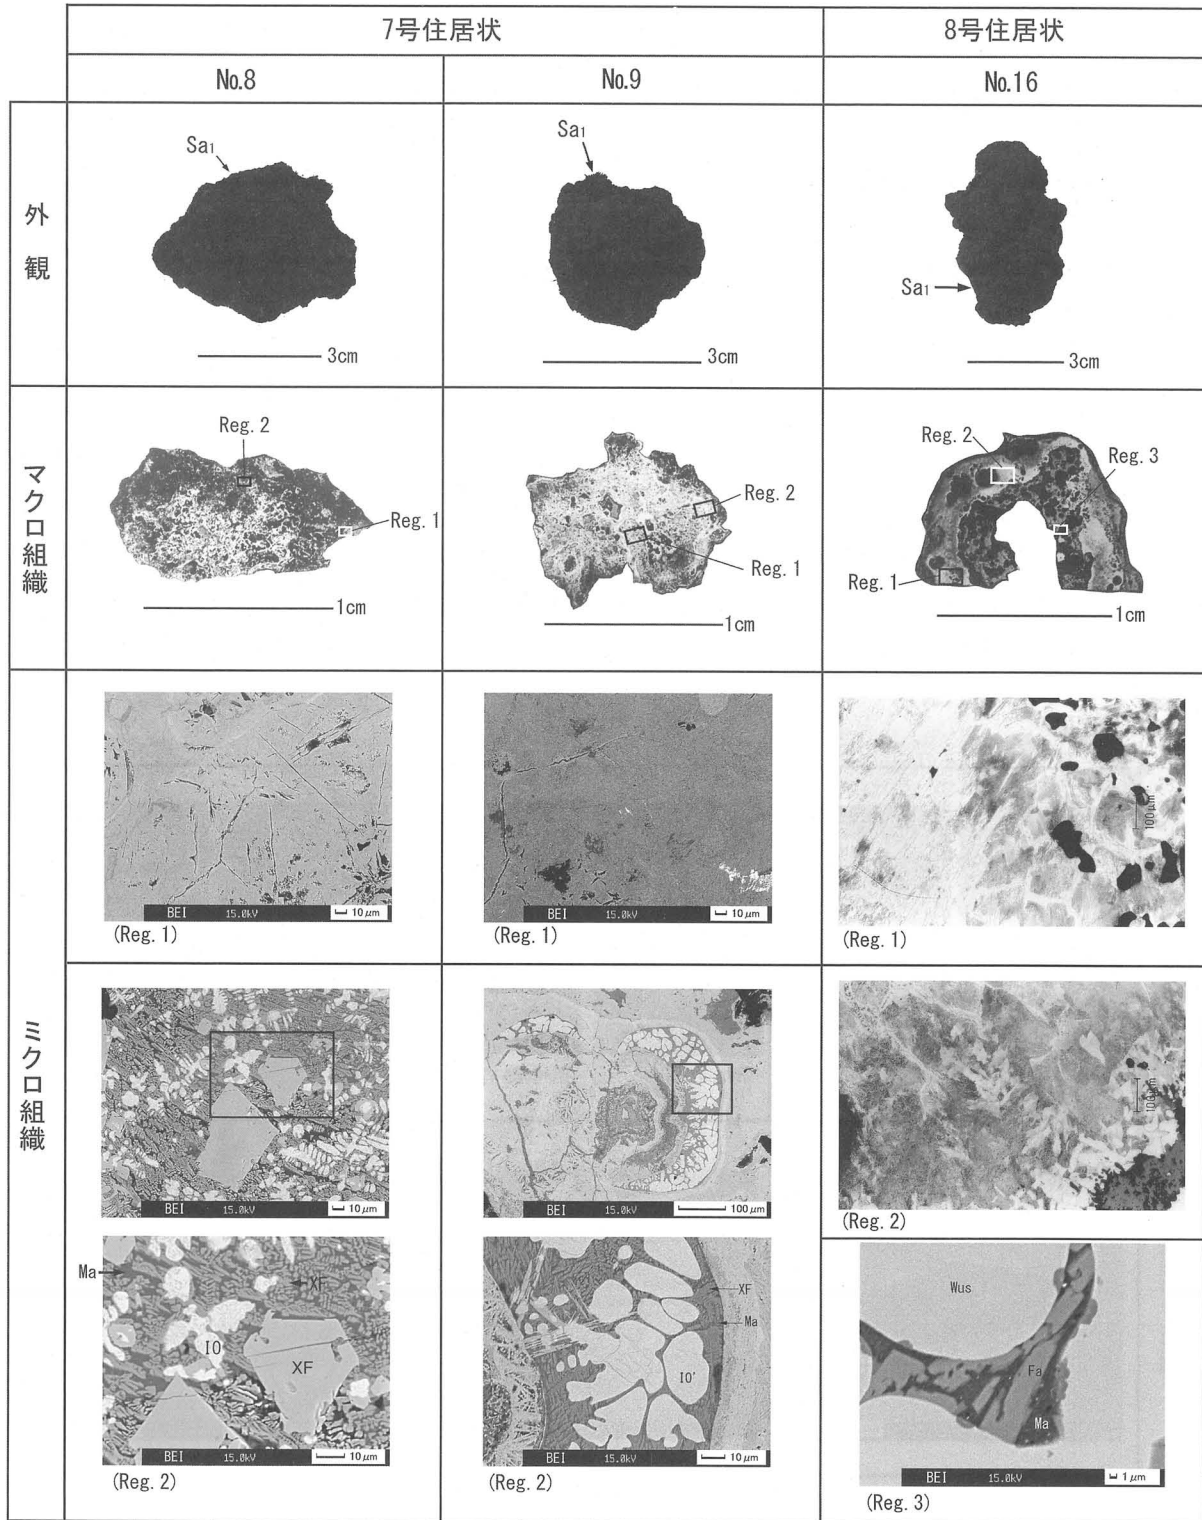 7号住居状
8号住居状
No.8
No.9
No.16
外観
Sa1
3cm
Sa1
3cm
Sa1
3cm
マクロ組織
Reg. 2
Reg. 1
1cm
Reg. 2
Reg. 1
1cm
Reg. 2
Reg. 3
Reg. 1
1cm
ミクロ組織
BEI 15.0kV 10μm
(Reg. 1)
BEI 15.0kV 10μm
(Reg. 1)
100μm
(Reg. 1)
BEI 15.0kV 10μm
BEI 15.0kV 100μm
100μm
(Reg. 2)
Ma
XF
IO
XF
BEI 15.0kV 10μm
(Reg. 2)
XF
Ma
IO'
BEI 15.0kV 10μm
(Reg. 2)
Wus
Fa
Ma
BEI 15.0kV 1μm
(Reg. 3)